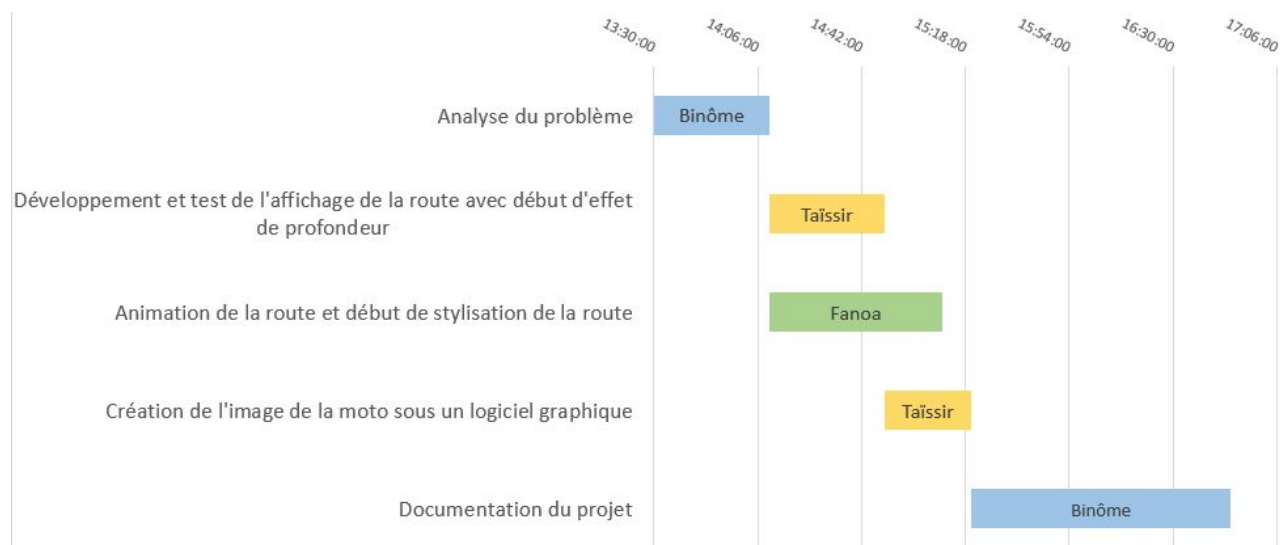 13:30:00
14:06:00
14:42:00
15:18:00
15:54:00
16:30:00
17:06:00
Analyse du problème
Binôme
Développement et test de l'affichage de la route avec début d'effet
de profondeur
Taïssir
Animation de la route et début de stylisation de la route
Fanoa
Création de l'image de la moto sous un logiciel graphique
Taïssir
Documentation du projet
Binôme